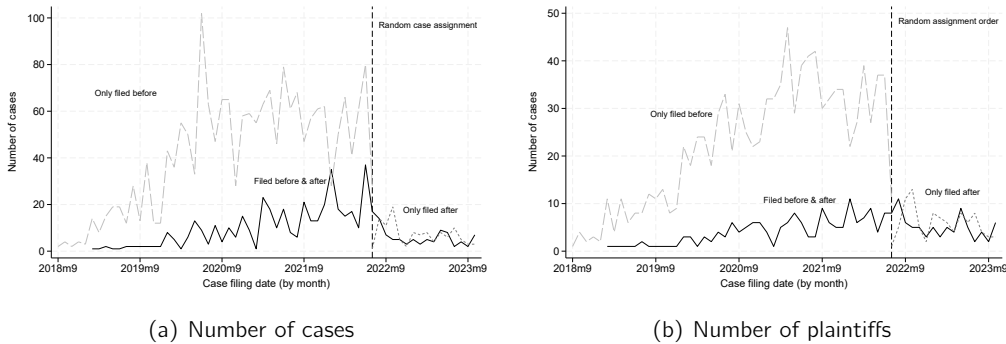 Random case assignment
100
80
60
40
20
0
Number of cases
Only filed before
Filed before & after
Only filed after
2018m9 2019m9 2020m9 2021m9 2022m9 2023m9
Case filing date (by month)
(a) Number of cases
Random assignment order
50
40
30
20
10
0
Number of cases
Only filed before
Filed before & after
Only filed after
2018m9 2019m9 2020m9 2021m9 2022m9 2023m9
Case filing date (by month)
(b) Number of plaintiffs